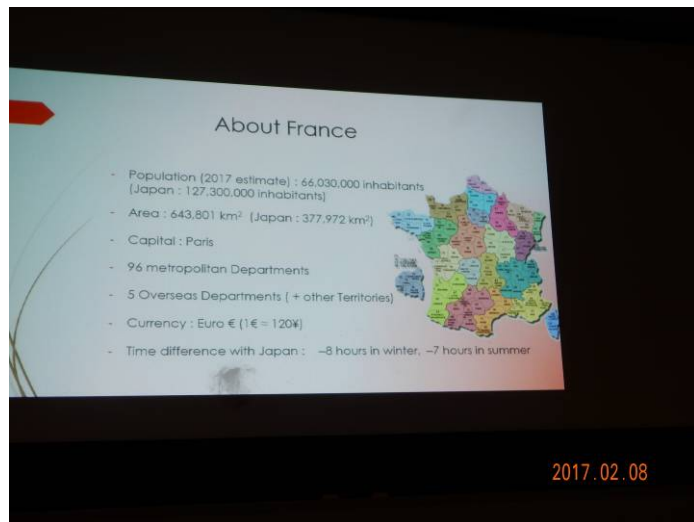 About France
- Population (2017 estimate) : 66,030,000 inhabitants
(Japan : 127,300,000 inhabitants)
- Area : 643,801 km² (Japan : 377,972 km²)
- Capital : Paris
- 96 metropolitan Departments
- 5 Overseas Departments ( + other Territories)
- Currency : Euro € (1€ = 120¥)
- Time difference with Japan : –8 hours in winter, –7 hours in summer
2017.02.08